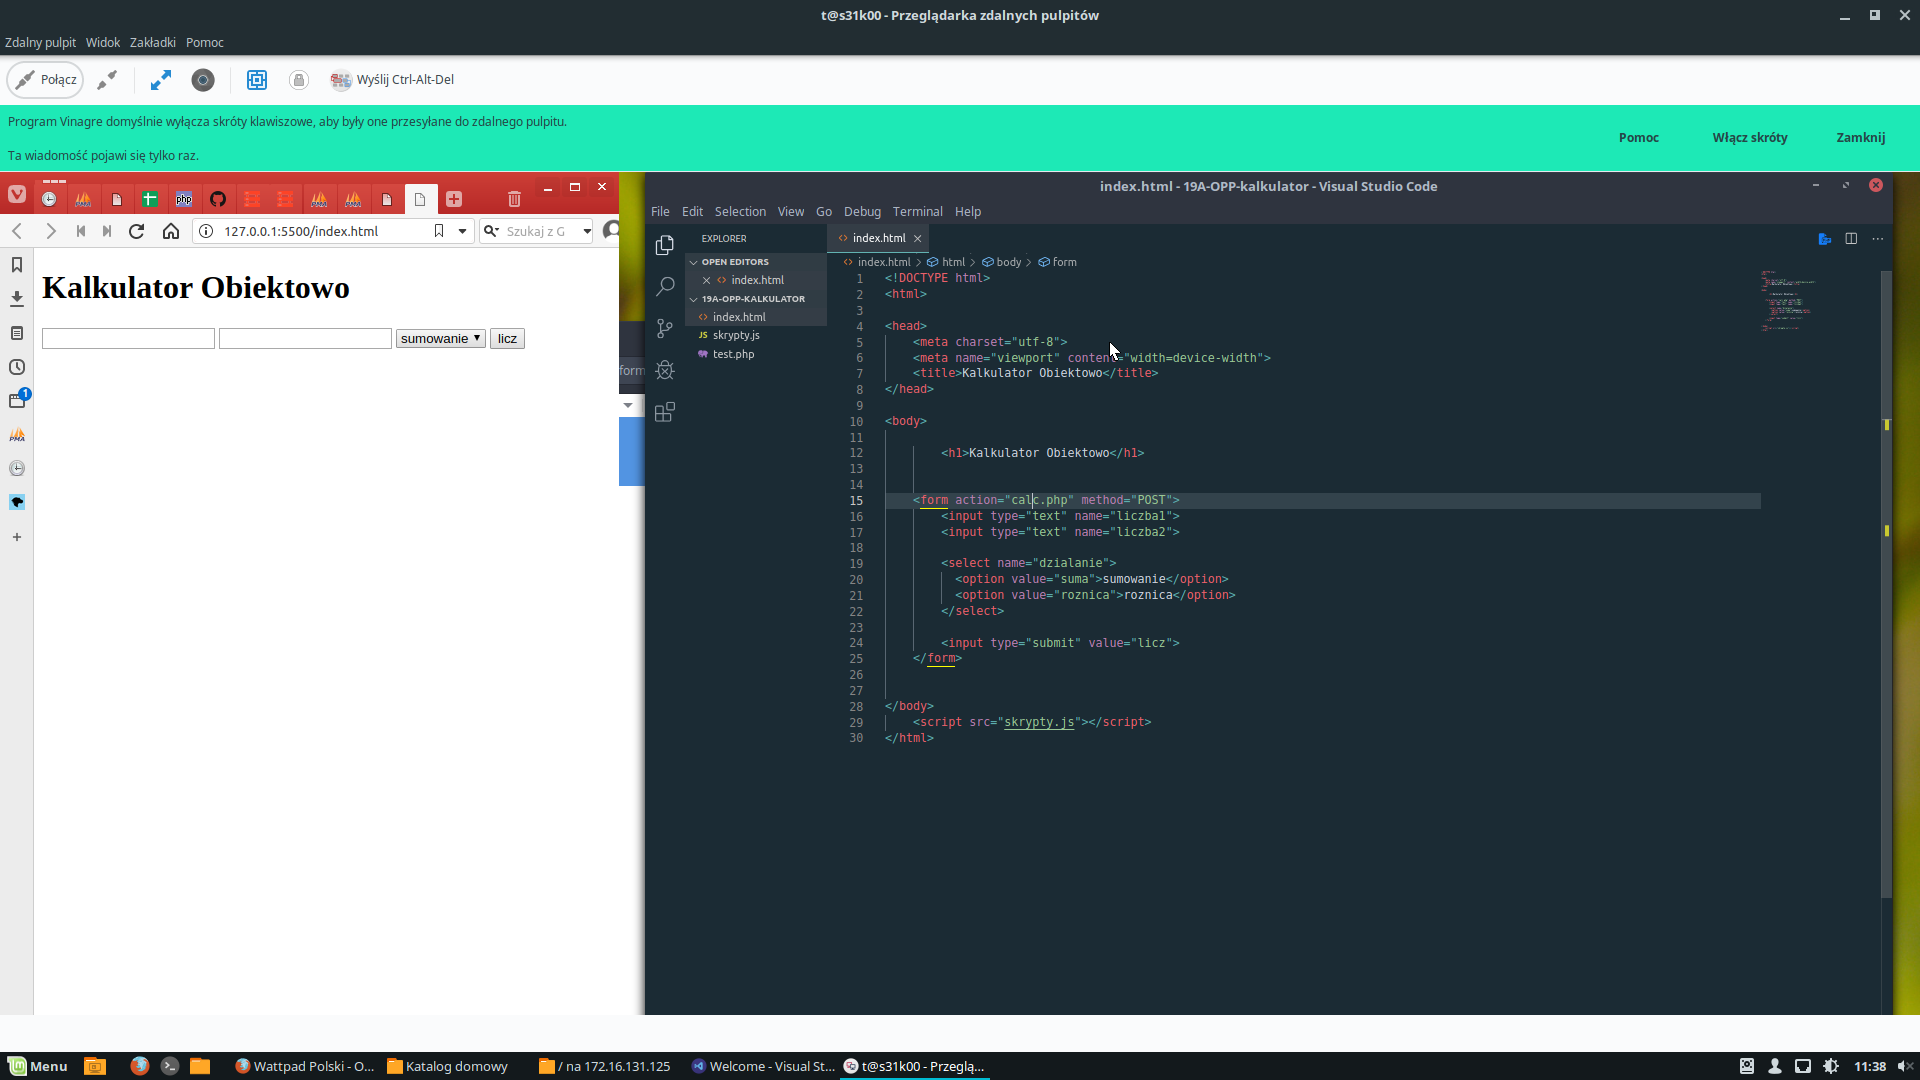 t@s31k00 - Przeglądarka zdalnych pulpitów
Zdalny pulpit Widok Zakładki Pomoc
Połącz Wyślij Ctrl-Alt-Del
Program Vinagre domyślnie wyłącza skróty klawiszowe, aby były one przesyłane do zdalnego pulpitu.
Ta wiadomość pojawi się tylko raz.
Pomoc Włącz skróty Zamknij
php
127.0.0.1:5500/index.html Szukaj z G
Kalkulator Obiektowo
sumowanie licz
1
PMA
form
index.html - 19A-OPP-kalkulator - Visual Studio Code
File Edit Selection View Go Debug Terminal Help
EXPLORER
OPEN EDITORS
index.html
19A-OPP-KALKULATOR
index.html
JS skrypty.js
test.php
index.html
index.html > html > body > form
1 <!DOCTYPE html>
2 <html>
3
4 <head>
5 <meta charset="utf-8">
6 <meta name="viewport" content="width=device-width">
7 <title>Kalkulator Obiektowo</title>
8 </head>
9
10 <body>
11
12 <h1>Kalkulator Obiektowo</h1>
13
14
15 <form action="calc.php" method="POST">
16 <input type="text" name="liczba1">
17 <input type="text" name="liczba2">
18
19 <select name="dzialanie">
20 <option value="suma">sumowanie</option>
21 <option value="roznica">roznica</option>
22 </select>
23
24 <input type="submit" value="licz">
25 </form>
26
27
28 </body>
29 <script src="skrypty.js"></script>
30 </html>
Menu Wattpad Polski - O... Katalog domowy / na 172.16.131.125 Welcome - Visual St... t@s31k00 - Przeglą... 11:38